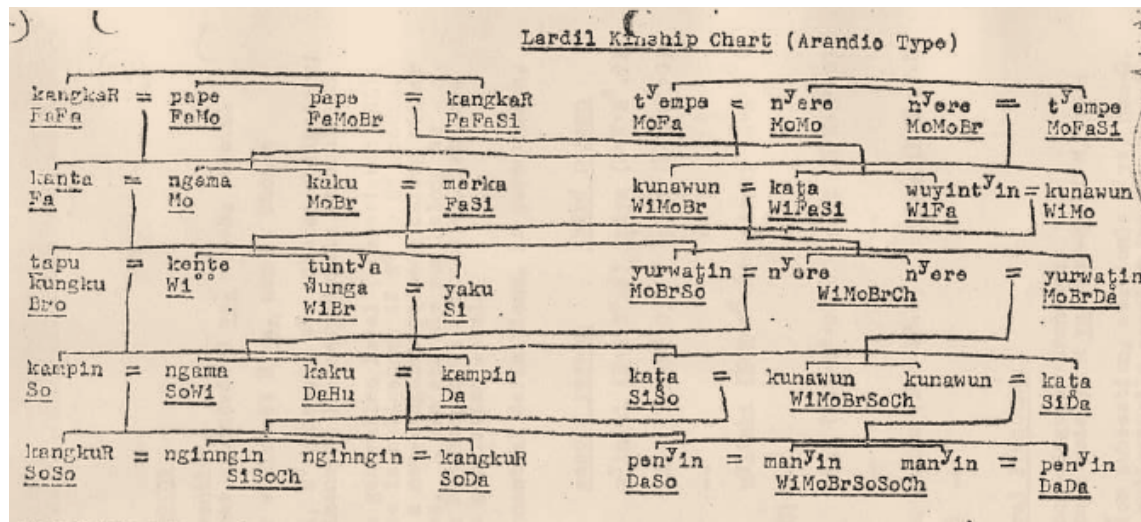 Lardil Kinship Chart (Arandic Type)
kangkaR = pape pape = kangkaR tʸempe = nʸere nʸere = tʸempe
FaFa FaMo FaMoBr FaFaSi MoFa MoMo MoMoBr MoFaSi
kanta = ngama kaku = merka kunawun = kata wuyintʸin = kunawun
Fa Mo MoBr FaSi WiMoBr WiFaSi WiFa WiMo
tapu = kente tuntʸa yurwatin = nʸere nʸere = yurwatin
kungku Wi wunga = yaku MoBrSo WiMoBrCh MoBrDa
Bro WiBr Si
kampin = ngama kaku = kampin kata = kunawun kunawun = kata
So SoWi DaHu Da SiSo WiMoBrSoCh SiDa
kangkuR = nginngin nginngin = kangkuR penʸin = manʸin manʸin = penʸin
SoSo SiSoCh SoDa DaSo WiMoBrSoSoCh DaDa